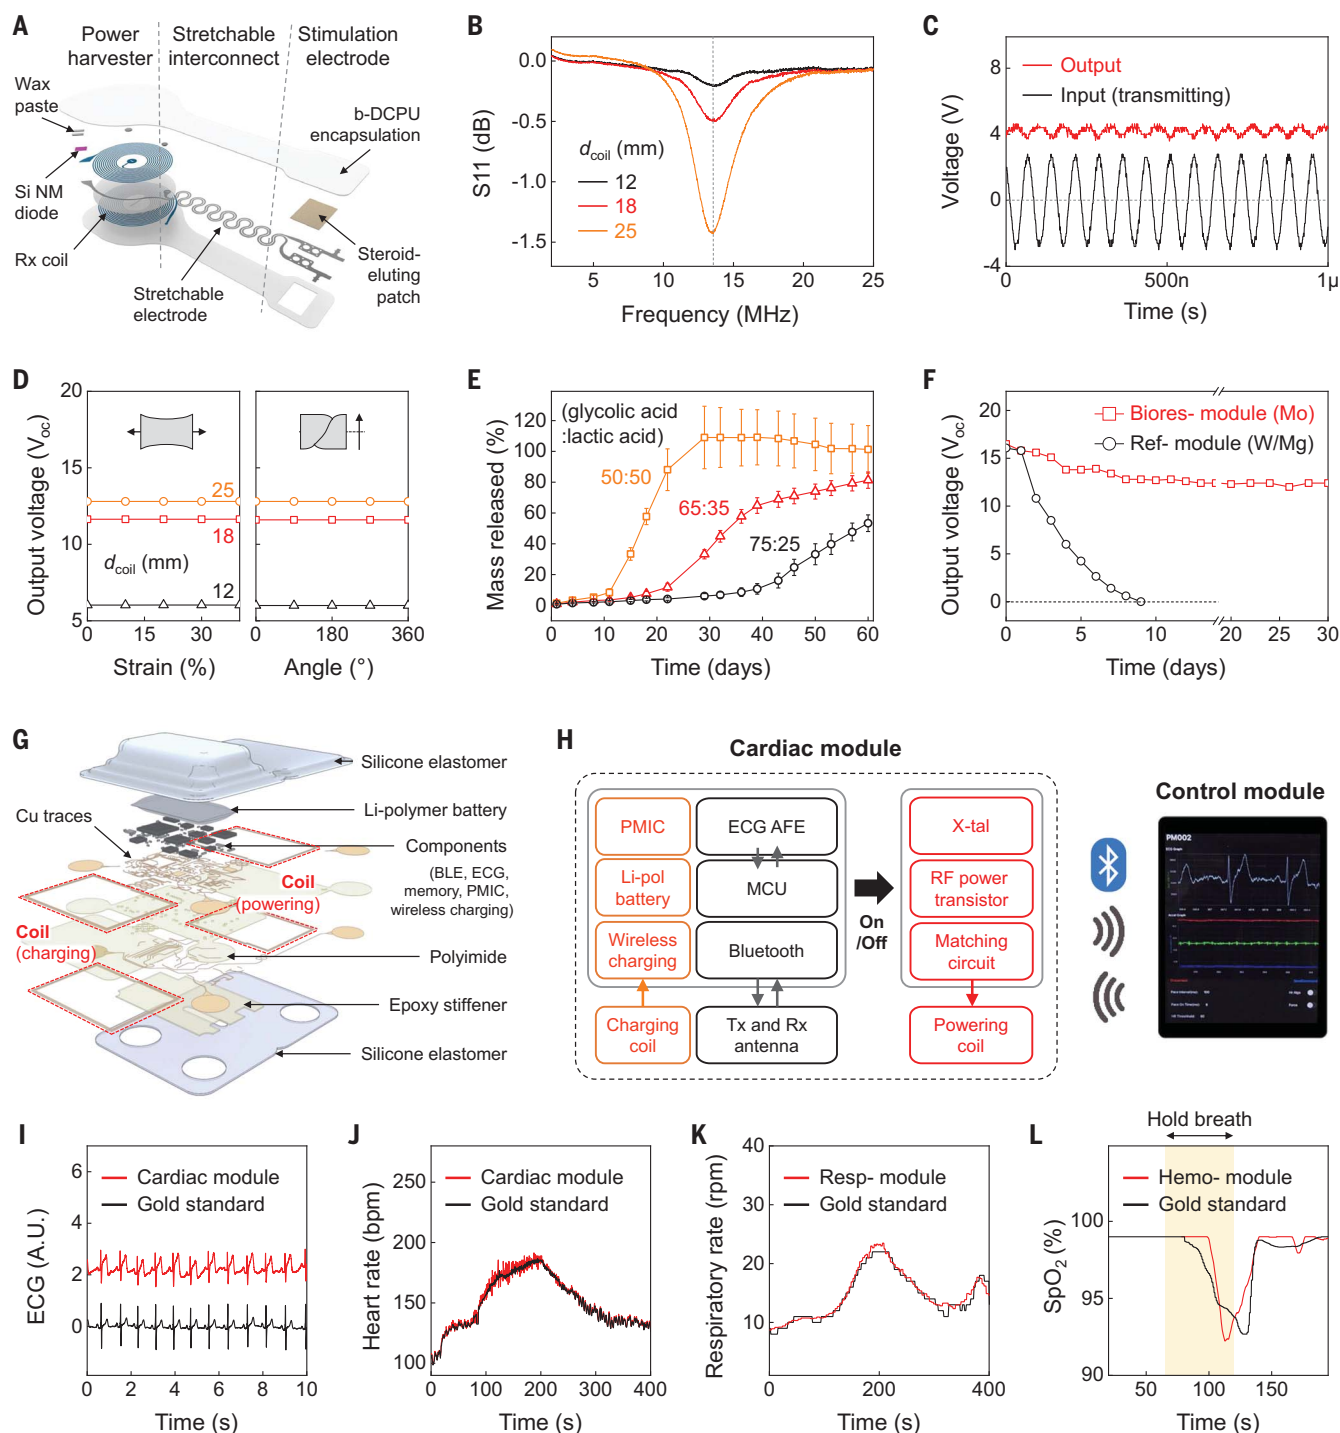 A
Power
harvester
Stretchable
interconnect
Stimulation
electrode
Wax
paste
b-DCPU
encapsulation
Si NM
diode
Rx coil
Stretchable
electrode
Steroid-
eluting
patch
B
0.0
-0.5
-1.0
-1.5
S11 (dB)
d_coil (mm)
12
18
25
5 10 15 20 25
Frequency (MHz)
C
8
4
0
-4
Voltage (V)
Output
Input (transmitting)
0 500n 1µ
Time (s)
D
20
15
10
5
Output voltage (V_oc)
25
18
d_coil (mm)
12
0 15 30
Strain (%)
0 180 360
Angle (°)
E
120
100
80
60
40
20
0
Mass released (%)
(glycolic acid
:lactic acid)
50:50
65:35
75:25
0 10 20 30 40 50 60
Time (days)
F
20
15
10
5
0
Output voltage (V_oc)
Biores- module (Mo)
Ref- module (W/Mg)
0 5 10 20 25 30
Time (days)
G
Silicone elastomer
Li-polymer battery
Cu traces
Components
(BLE, ECG,
memory, PMIC,
wireless charging)
Coil
(powering)
Coil
(charging)
Polyimide
Epoxy stiffener
Silicone elastomer
H
Cardiac module
PMIC
ECG AFE
X-tal
Li-pol
battery
MCU
RF power
transistor
On
/Off
Wireless
charging
Bluetooth
Matching
circuit
Charging
coil
Tx and Rx
antenna
Powering
coil
Control module
PM002
I
6
4
2
0
ECG (A.U.)
Cardiac module
Gold standard
0 2 4 6 8 10
Time (s)
J
250
200
150
100
Heart rate (bpm)
Cardiac module
Gold standard
0 100 200 300 400
Time (s)
K
40
30
20
10
Respiratory rate (rpm)
Resp- module
Gold standard
0 200 400
Time (s)
L
Hold breath
99
95
90
SpO2 (%)
Hemo- module
Gold standard
50 100 150
Time (s)